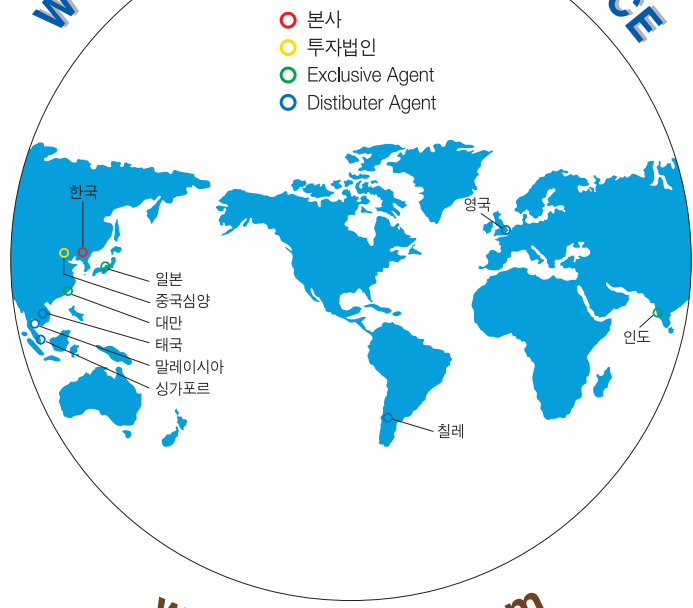 본사
투자법인
Exclusive Agent
Distibuter Agent
한국
영국
일본
중국심양
대만
태국
말레이시아
싱가포르
인도
칠레